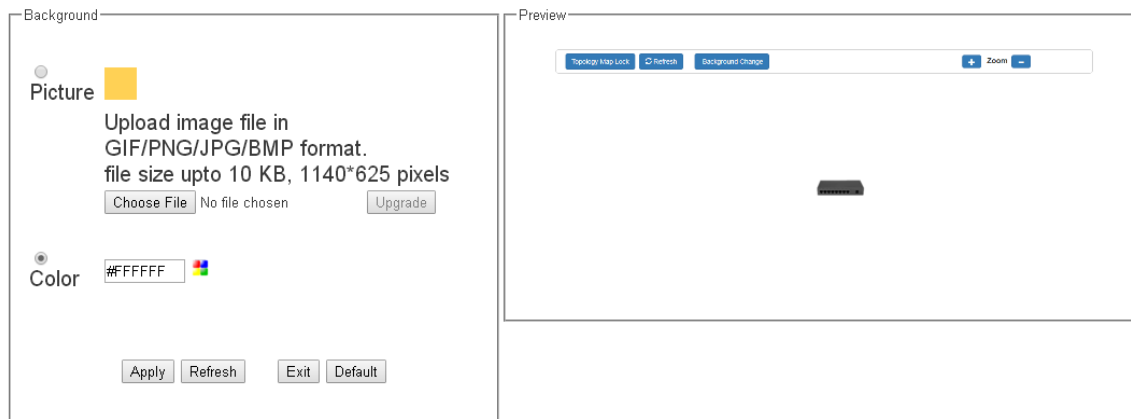 Background
Picture
Upload image file in
GIF/PNG/JPG/BMP format.
file size upto 10 KB, 1140*625 pixels
Choose File No file chosen Upgrade
Color #FFFFFF
Apply Refresh Exit Default
Preview
Topology Map Lock Refresh Background Change + Zoom −